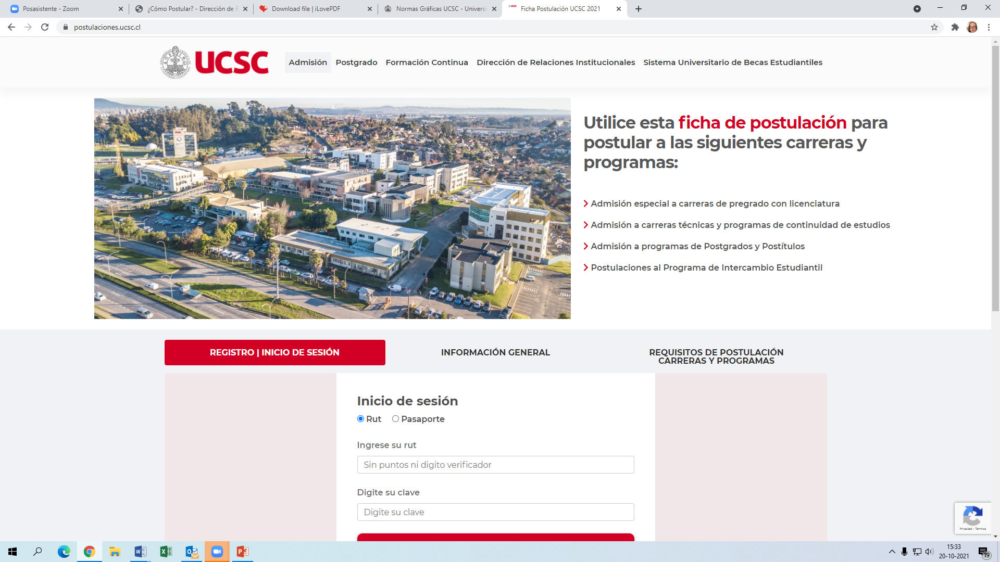 Posasistente - Zoom
¿Cómo Postular? - Dirección de R
Download file | iLovePDF
Normas Gráficas UCSC - Universi
Ficha Postulación UCSC 2021
postulaciones.ucsc.cl
UCSC
Admisión
Postgrado
Formación Continua
Dirección de Relaciones Institucionales
Sistema Universitario de Becas Estudiantiles
Utilice esta ficha de postulación para
postular a las siguientes carreras y
programas:
Admisión especial a carreras de pregrado con licenciatura
Admisión a carreras técnicas y programas de continuidad de estudios
Admisión a programas de Postgrados y Postítulos
Postulaciones al Programa de Intercambio Estudiantil
REGISTRO | INICIO DE SESIÓN
INFORMACIÓN GENERAL
REQUISITOS DE POSTULACIÓN
CARRERAS Y PROGRAMAS
Inicio de sesión
Rut
Pasaporte
Ingrese su rut
Sin puntos ni digito verificador
Digite su clave
Digite su clave
Privacidad - Términos
15:33
20-10-2021
19